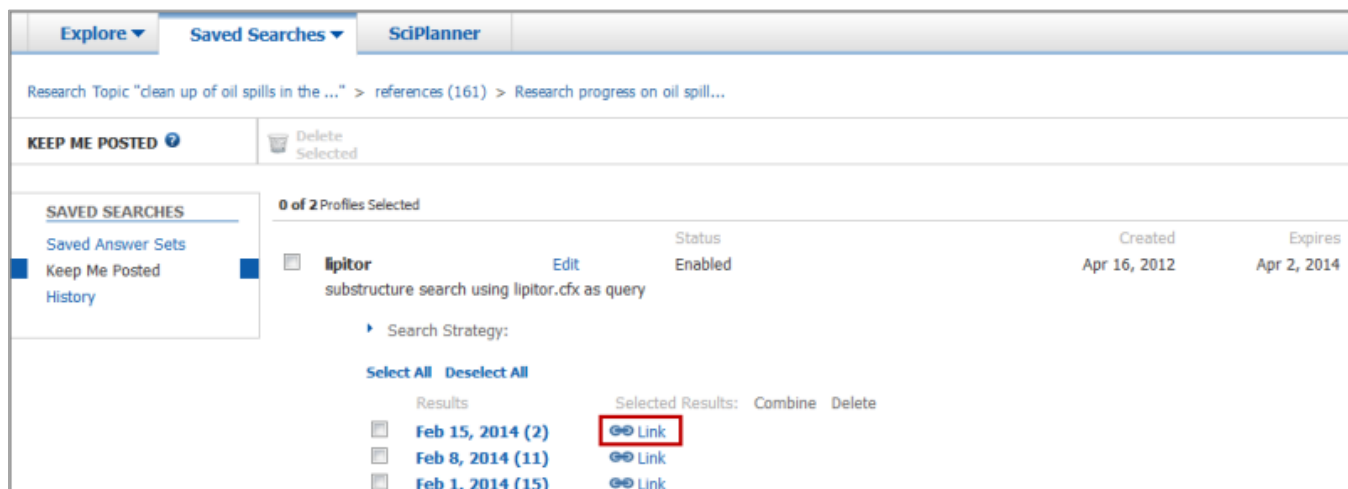 Explore Saved Searches SciPlanner
Research Topic "clean up of oil spills in the ..." > references (161) > Research progress on oil spill...
KEEP ME POSTED ? Delete Selected
SAVED SEARCHES
Saved Answer Sets
Keep Me Posted
History
0 of 2 Profiles Selected
Status Created Expires
lipitor Edit Enabled Apr 16, 2012 Apr 2, 2014
substructure search using lipitor.cfx as query
Search Strategy:
Select All Deselect All
Results Selected Results: Combine Delete
Feb 15, 2014 (2) Link
Feb 8, 2014 (11) Link
Feb 1, 2014 (15) Link